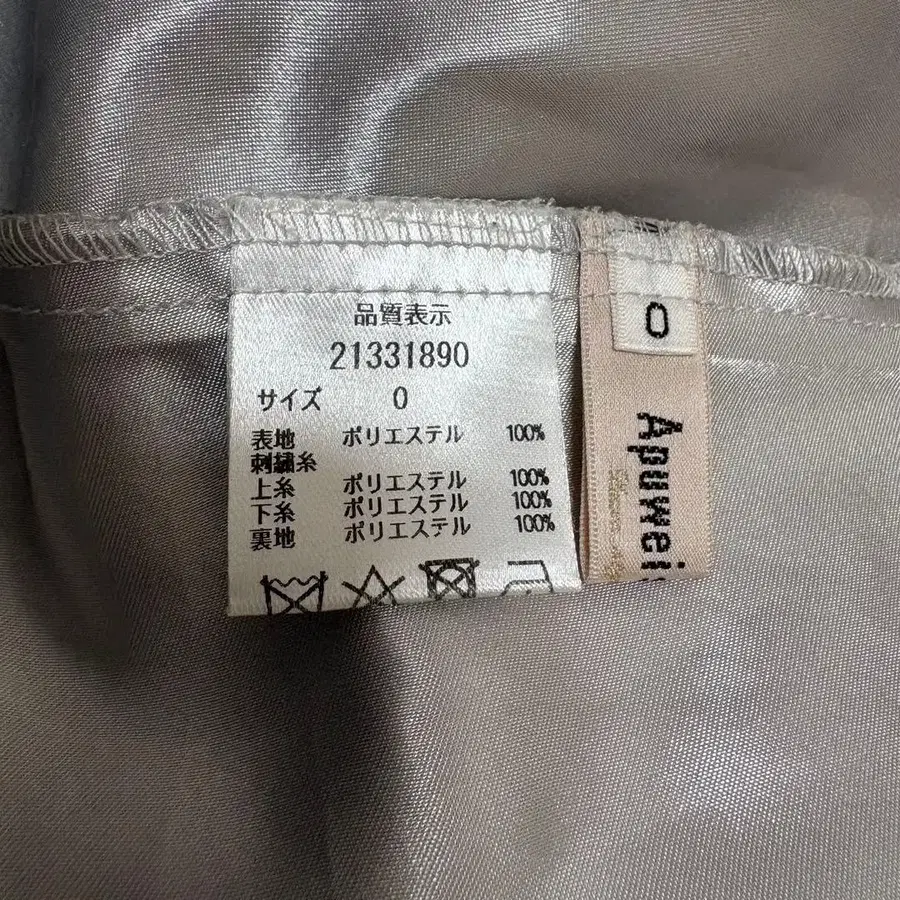 品質表示
21331890
サイズ 0
表地 ポリエステル 100%
刺繍糸
上糸 ポリエステル 100%
下糸 ポリエステル 100%
裏地 ポリエステル 100%
0
Apuweis